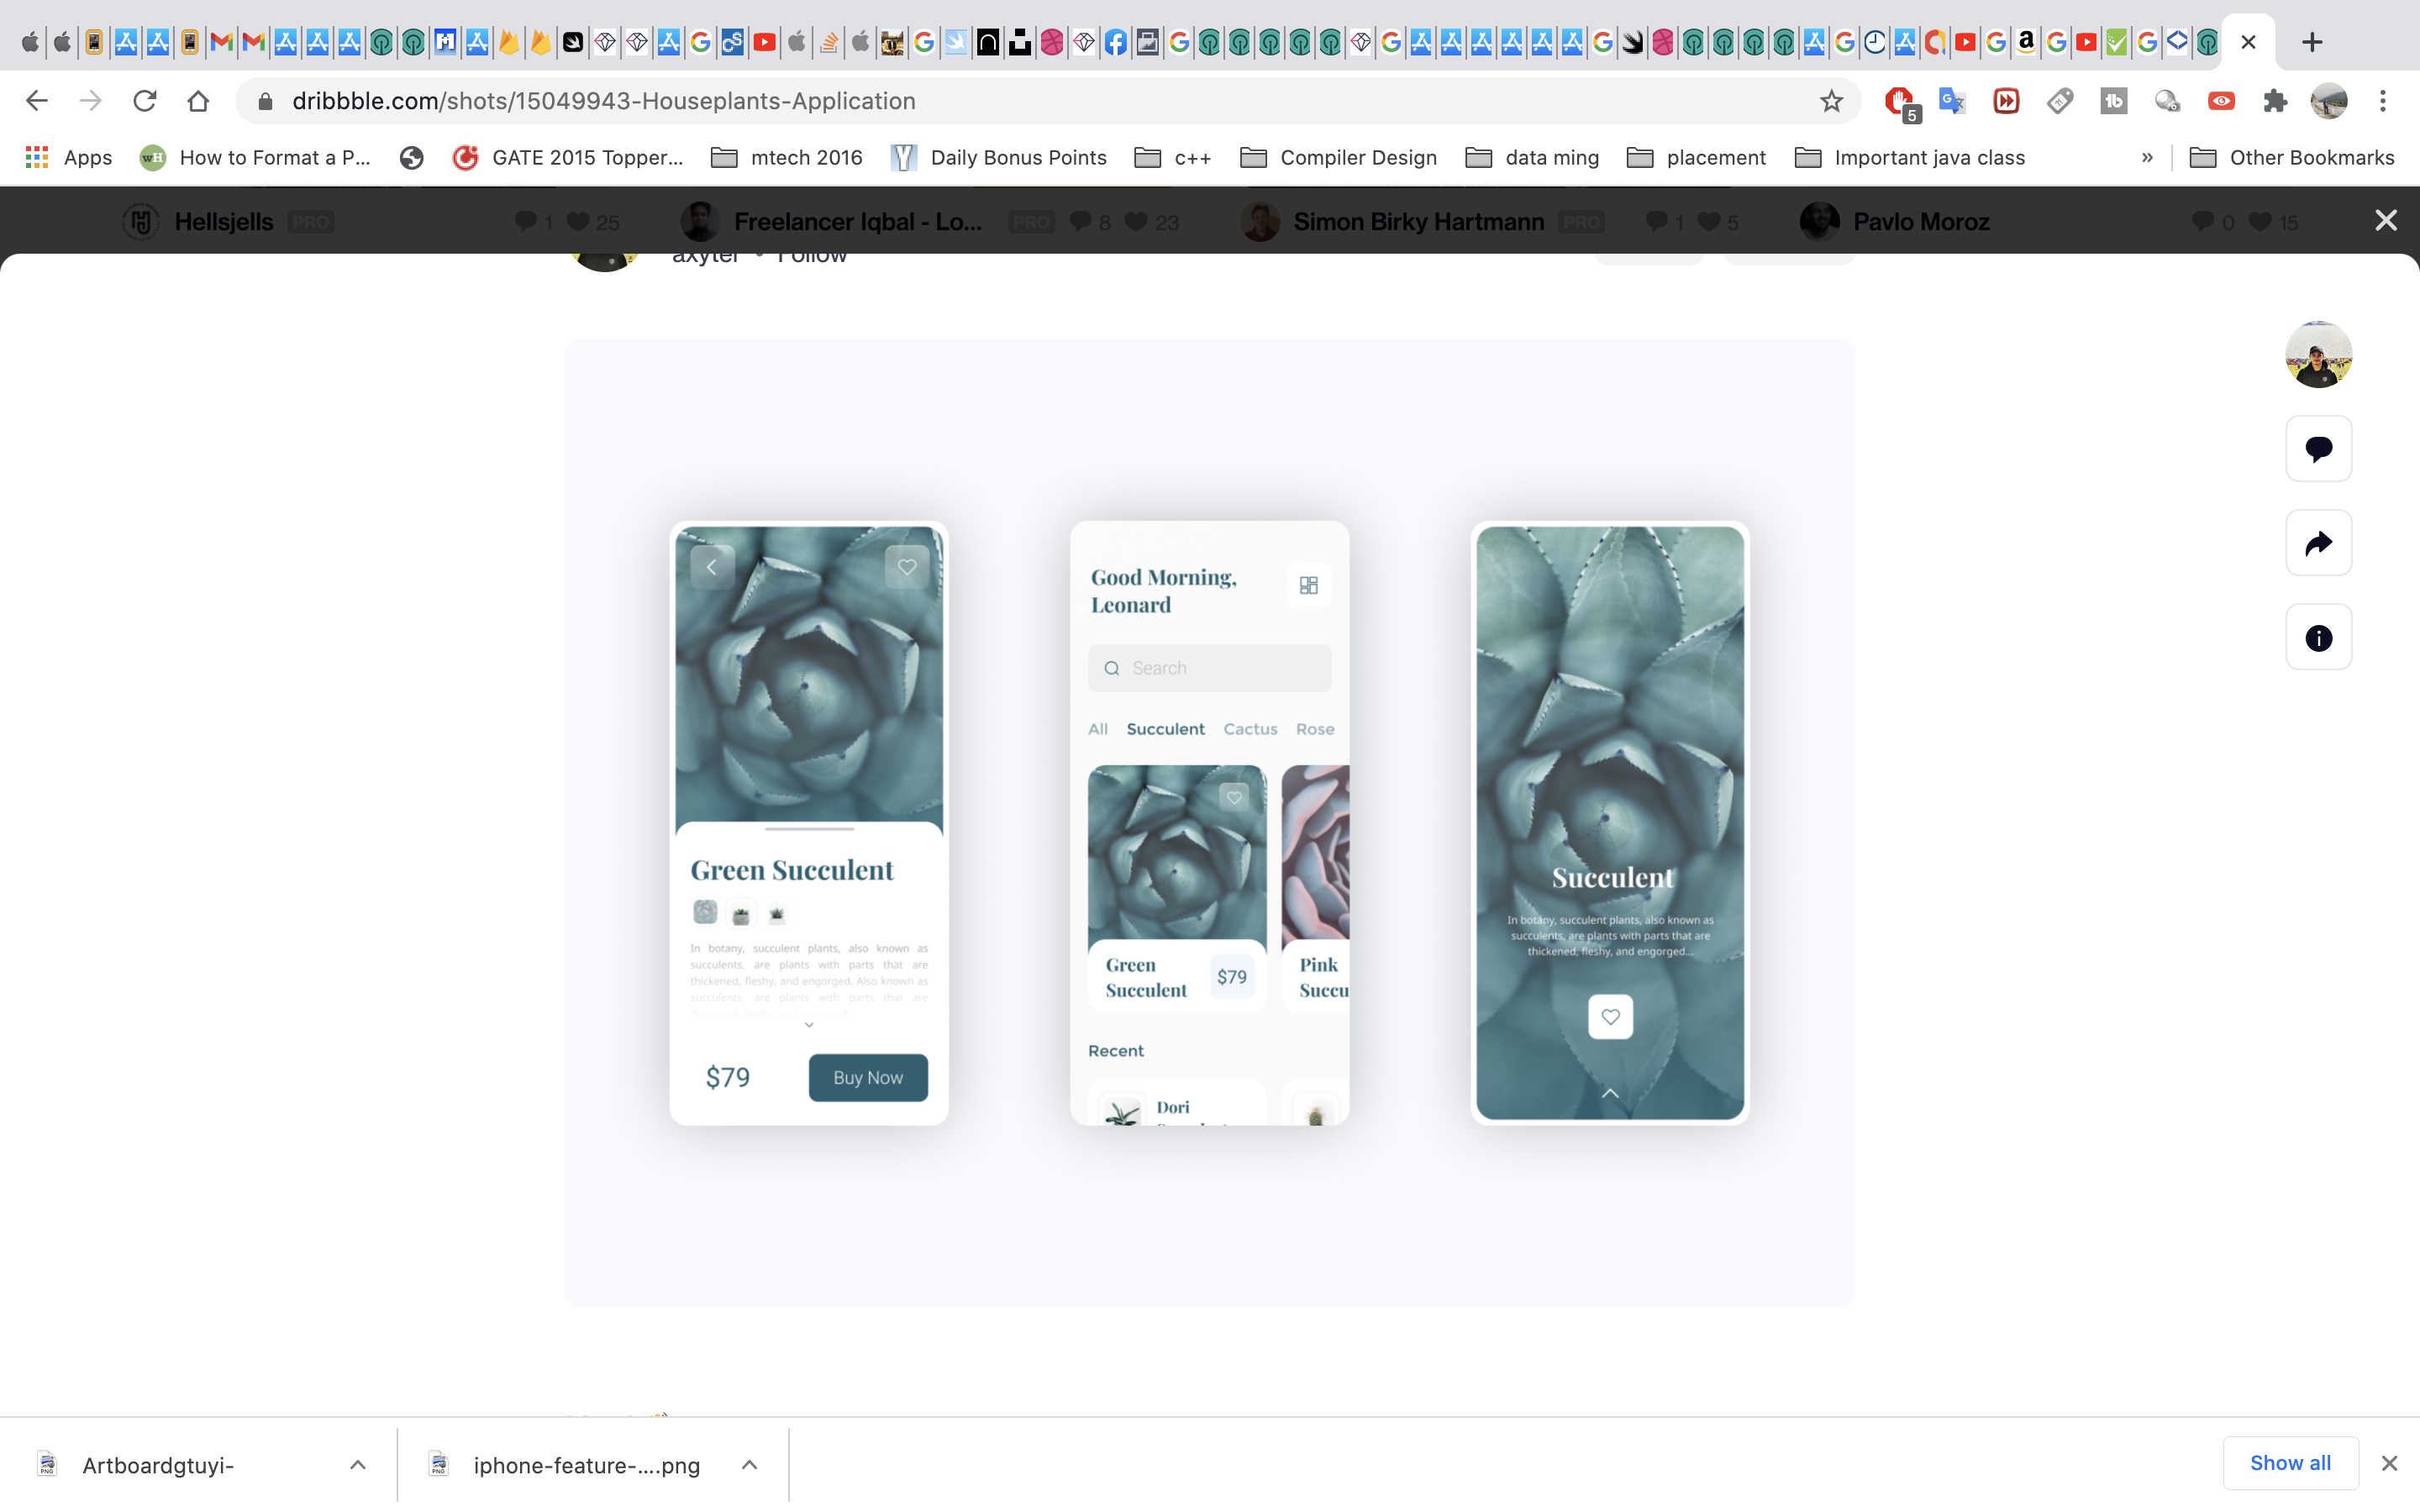 dribbble.com/shots/15049943-Houseplants-Application
5
Apps
How to Format a P...
GATE 2015 Topper...
mtech 2016
Daily Bonus Points
c++
Compiler Design
data ming
placement
Important java class
»
Other Bookmarks
Hellsjells PRO 1 25
Freelancer Iqbal - Lo... PRO 8 23
Simon Birky Hartmann PRO 1 5
Pavlo Moroz 0 15
axyter • Follow
Green Succulent
In botany, succulent plants, also known as
succulents, are plants with parts that are
thickened, fleshy, and engorged. Also known as
succulents, are plants with parts that are
$79
Buy Now
Good Morning,
Leonard
Search
All Succulent Cactus Rose
Green
Succulent
$79
Pink
Succu
Recent
Dori
Succulent
In botany, succulent plants, also known as
succulents, are plants with parts that are
thickened, fleshy, and engorged...
Artboardgtuyi-
iphone-feature-....png
Show all